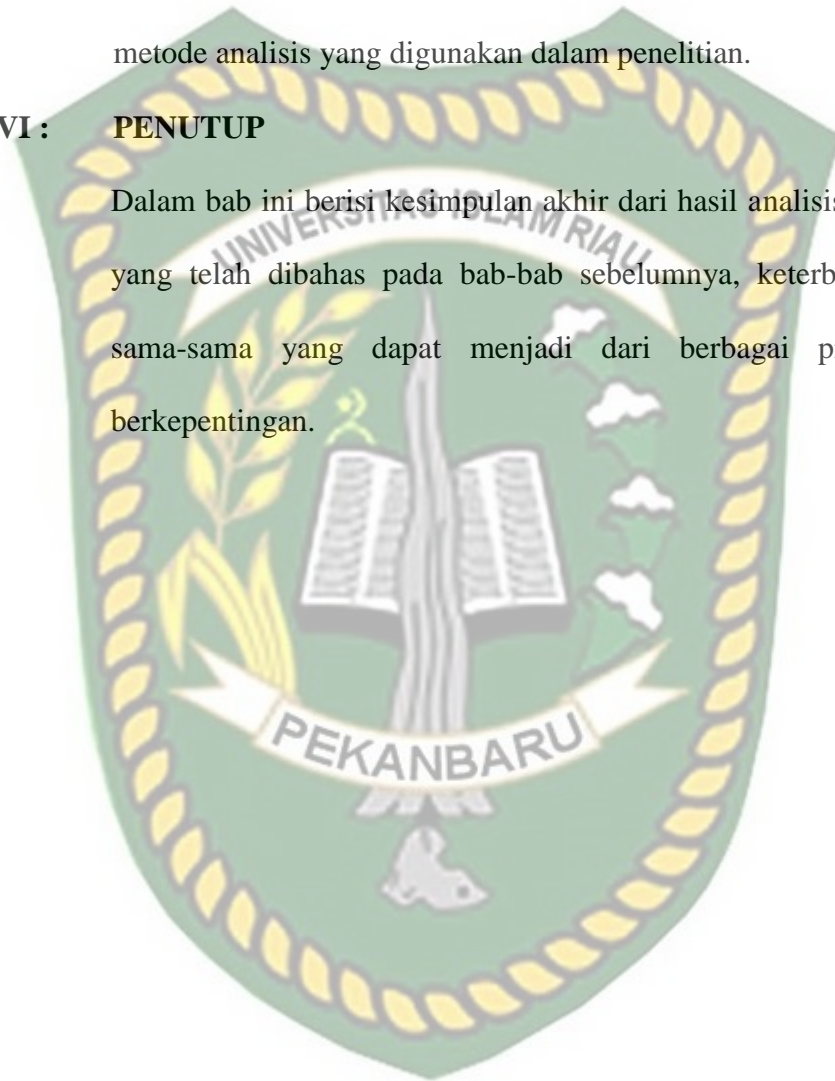 metode analisis yang digunakan dalam penelitian.
VI : PENUTUP
Dalam bab ini berisi kesimpulan akhir dari hasil analisis
yang telah dibahas pada bab-bab sebelumnya,
sama-sama yang dapat menjadi dari berbagai
berkepentingan.
UNIVERSITAS ISLAM RIAU
PEKANBARU